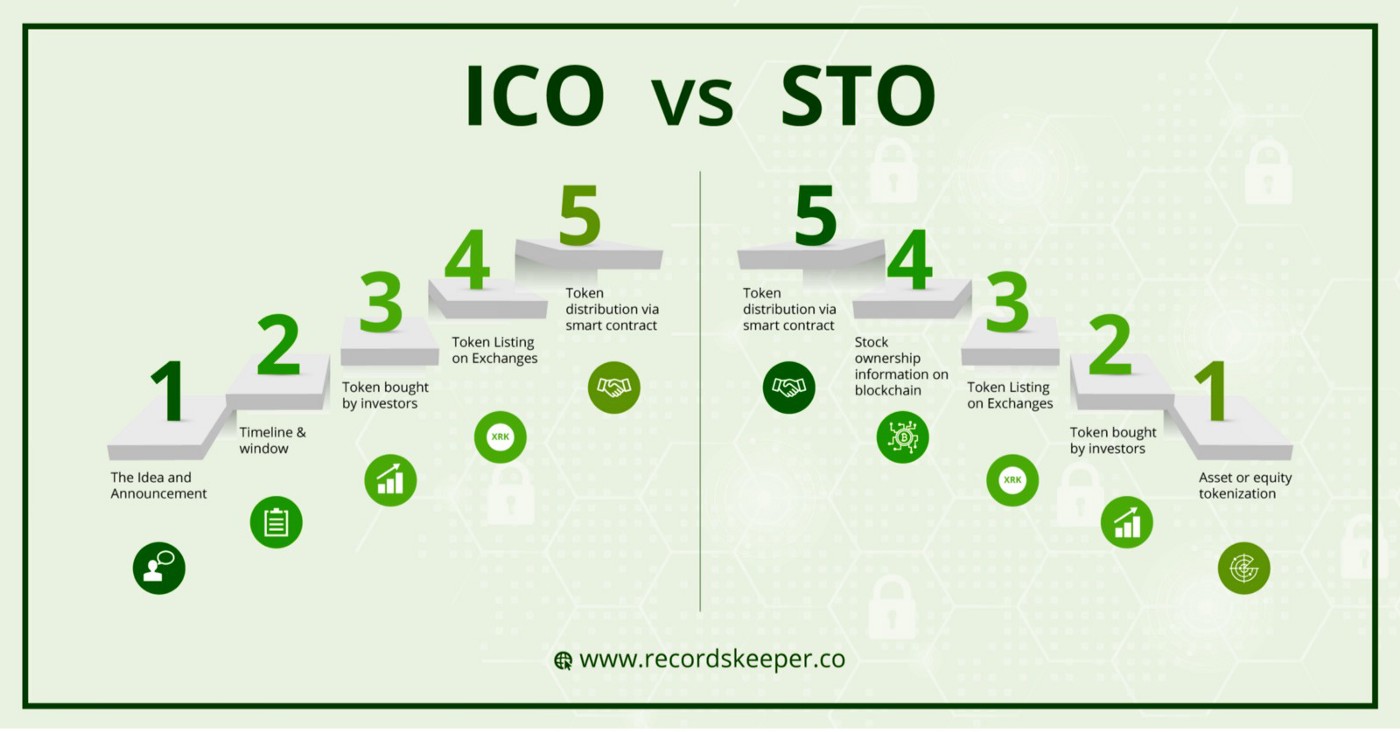 ICO vs STO
1
The Idea and
Announcement
2
Timeline &
window
3
Token bought
by investors
4
Token Listing
on Exchanges
XRK
5
Token
distribution via
smart contract
5
Token
distribution via
smart contract
4
Stock
ownership
information on
blockchain
3
Token Listing
on Exchanges
XRK
2
Token bought
by investors
1
Asset or equity
tokenization
www.recordskeeper.co